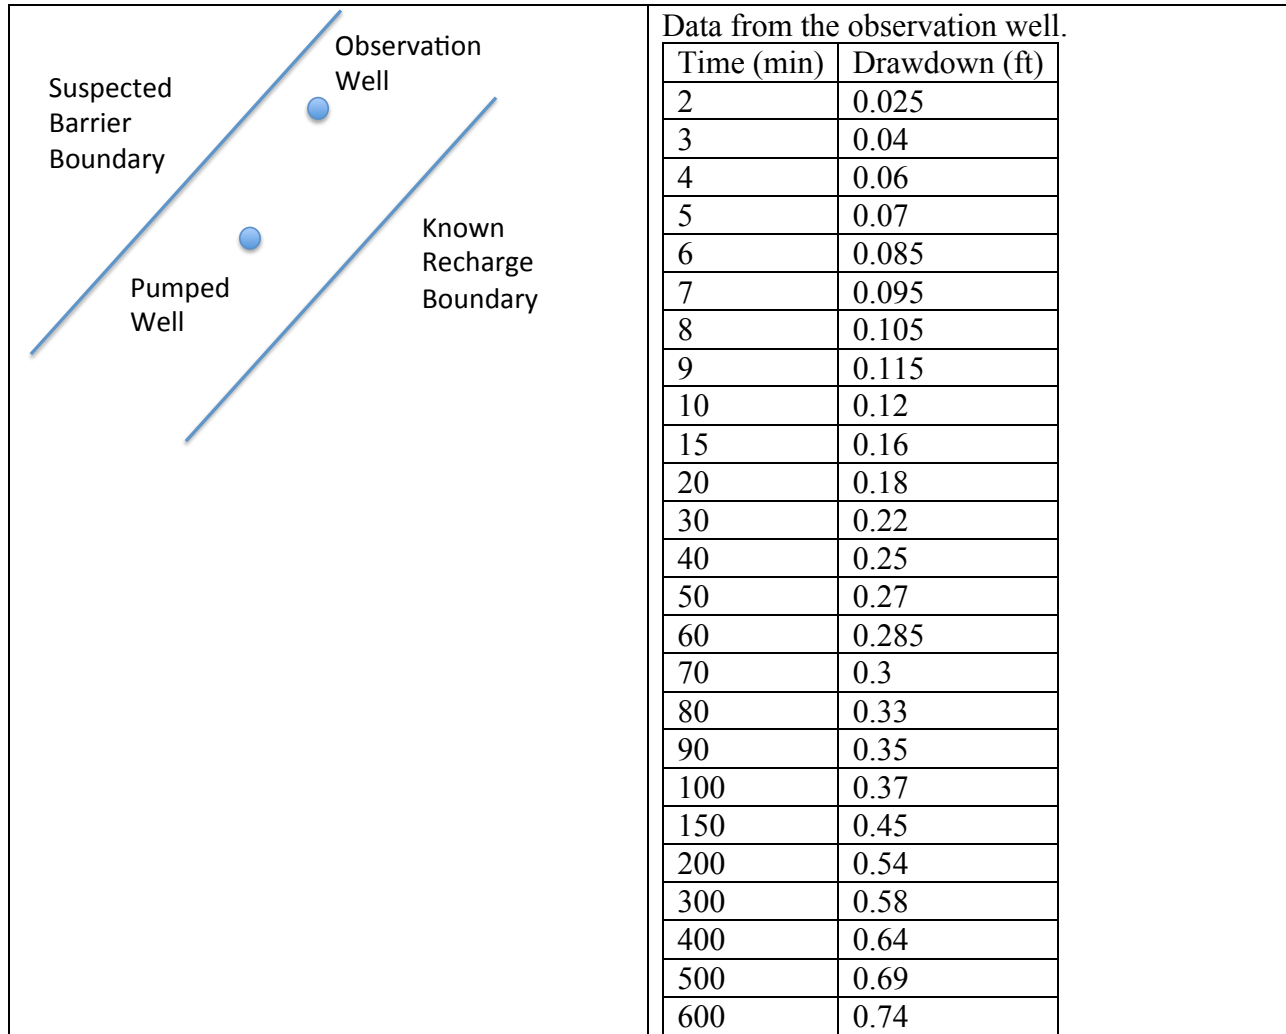 Observation
Well
Suspected
Barrier
Boundary
Known
Recharge
Boundary
Pumped
Well
Data from the observation well.
Time (min) Drawdown (ft)
2 0.025
3 0.04
4 0.06
5 0.07
6 0.085
7 0.095
8 0.105
9 0.115
10 0.12
15 0.16
20 0.18
30 0.22
40 0.25
50 0.27
60 0.285
70 0.3
80 0.33
90 0.35
100 0.37
150 0.45
200 0.54
300 0.58
400 0.64
500 0.69
600 0.74